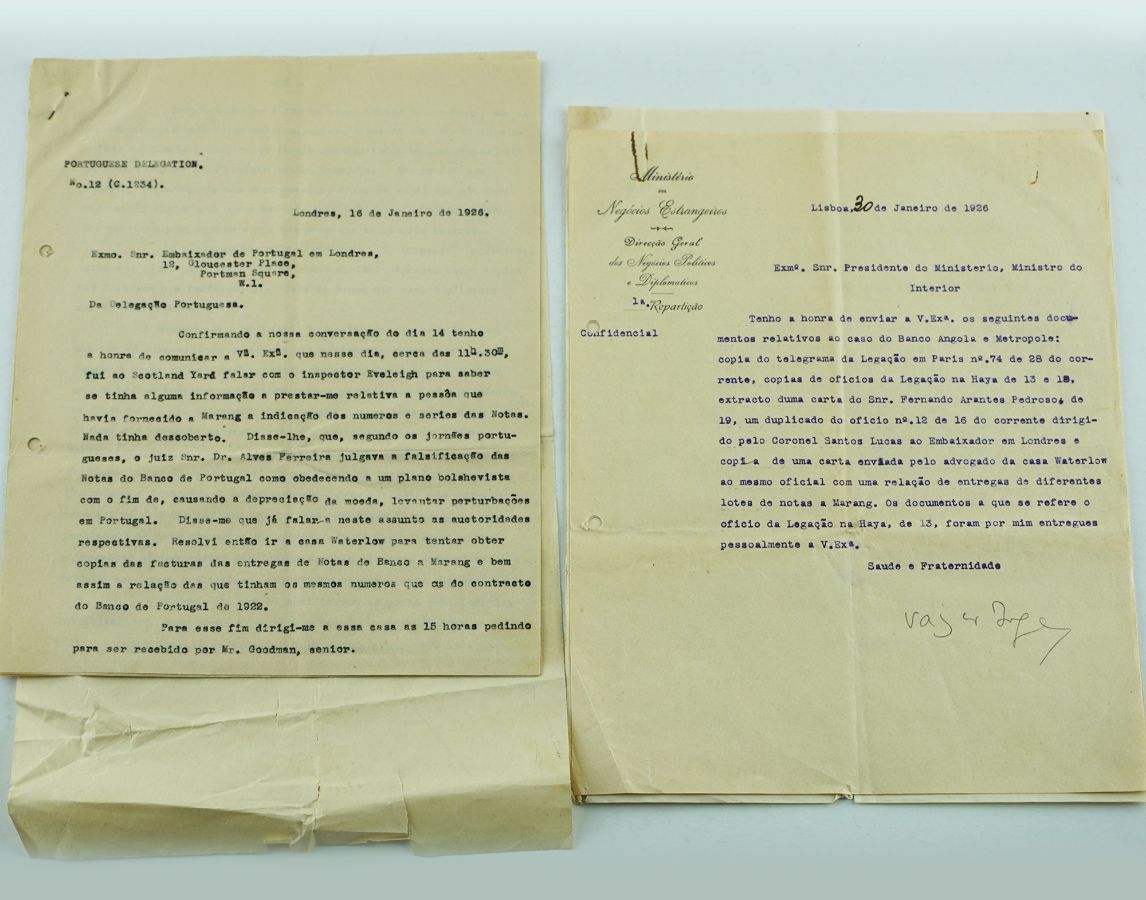 PORTUGUESE DELEGATION.
No.12 (C.1234).
Londres, 16 de Janeiro de 1926.
Exmo. Snr. Embaixador de Portugal em Londres,
12, Gloucester Place,
Portman Square,
W.1.
Da Delegação Portuguesa.
Confirmando a nossa conversação do dia 14 tenho
a honra de comunicar a Vª. Exª. que nesse dia, cerca das 11h.30m,
fui ao Scotland Yard falar com o inspector Eveleigh para saber
se tinha alguma informação a prestar-me relativa a pessôa que
havia fornecido a Marang a indicação dos numeros e series das Notas.
Nada tinha descoberto. Disse-lhe, que, segundo os jornães portu-
gueses, o juiz Snr. Dr. Alves Ferreira julgava a falsificação das
Notas do Banco de Portugal como obedecendo a um plano bolshevista
com o fim de, causando a depreciação da moeda, levantar perturbações
em Portugal. Disse-me que já falara neste assunto as auctoridades
respectivas. Resolvi então ir a casa Waterlow para tentar obter
copias das facturas das entregas de Notas de Banco a Marang e bem
assim a relação das que tinham os mesmos numeros que as do contracto
do Banco de Portugal de 1922.
Para esse fim dirigi-me a essa casa as 15 horas pedindo
para ser recebido por Mr. Goodman, senior.
Ministério
dos
Negócios Estrangeiros
Direcção Geral
dos Negócios Politicos
e Diplomaticos
1a. Repartição
Confidencial
Lisboa, 30 de Janeiro de 1926
Exmº. Snr. Presidente do Ministerio, Ministro do
Interior
Tenho a honra de enviar a V.Exª. os seguintes docu-
mentos relativos ao caso do Banco Angola e Metropole:
copia do telegrama da Legação em Paris nº.74 de 28 do cor-
rente, copias de oficios da Legação na Haya de 13 e 18,
extracto duma carta do Snr. Fernando Arantes Pedroso, de
19, um duplicado do oficio nº.12 de 16 do corrente dirigi-
do pelo Coronel Santos Lucas ao Embaixador em Londres e
copia de uma carta enviada pelo advogado da casa Waterlow
ao mesmo oficial com uma relação de entregas de diferentes
lotes de notas a Marang. Os documentos a que se refere o
oficio da Legação na Haya, de 13, foram por mim entregues
pessoalmente a V.Exª.
Saude e Fraternidade